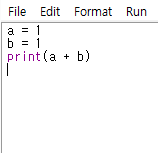 File Edit Format Run
a = 1
b = 1
print(a + b)